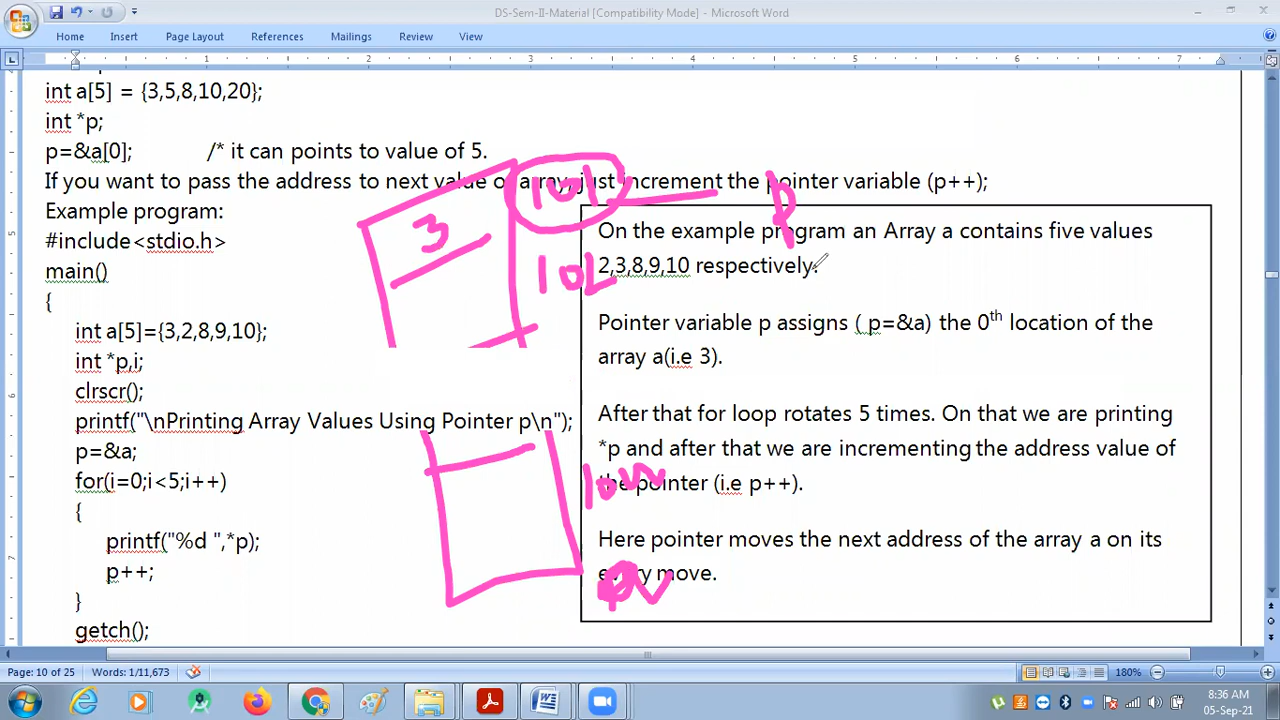 DS-Sem-II-Material [Compatibility Mode] - Microsoft Word
Home Insert Page Layout References Mailings Review View
1 2 3 4 5 6 7
int a[5] = {3,5,8,10,20};
int *p;
p=&a[0]; /* it can points to value of 5.
If you want to pass the address to next value of array, just increment the pointer variable (p++);
Example program:
#include<stdio.h>
main()
{
int a[5]={3,2,8,9,10};
int *p,i;
clrscr();
printf("\nPrinting Array Values Using Pointer p\n");
p=&a;
for(i=0;i<5;i++)
{
printf("%d ",*p);
p++;
}
getch();
3 101
102
p
On the example program an Array a contains five values
2,3,8,9,10 respectively.
Pointer variable p assigns ( p=&a) the 0th location of the
array a(i.e 3).
After that for loop rotates 5 times. On that we are printing
*p and after that we are incrementing the address value of
the pointer (i.e p++).
Here pointer moves the next address of the array a on its
every move.
Page: 10 of 25 Words: 1/11,673 180%
8:36 AM
05-Sep-21